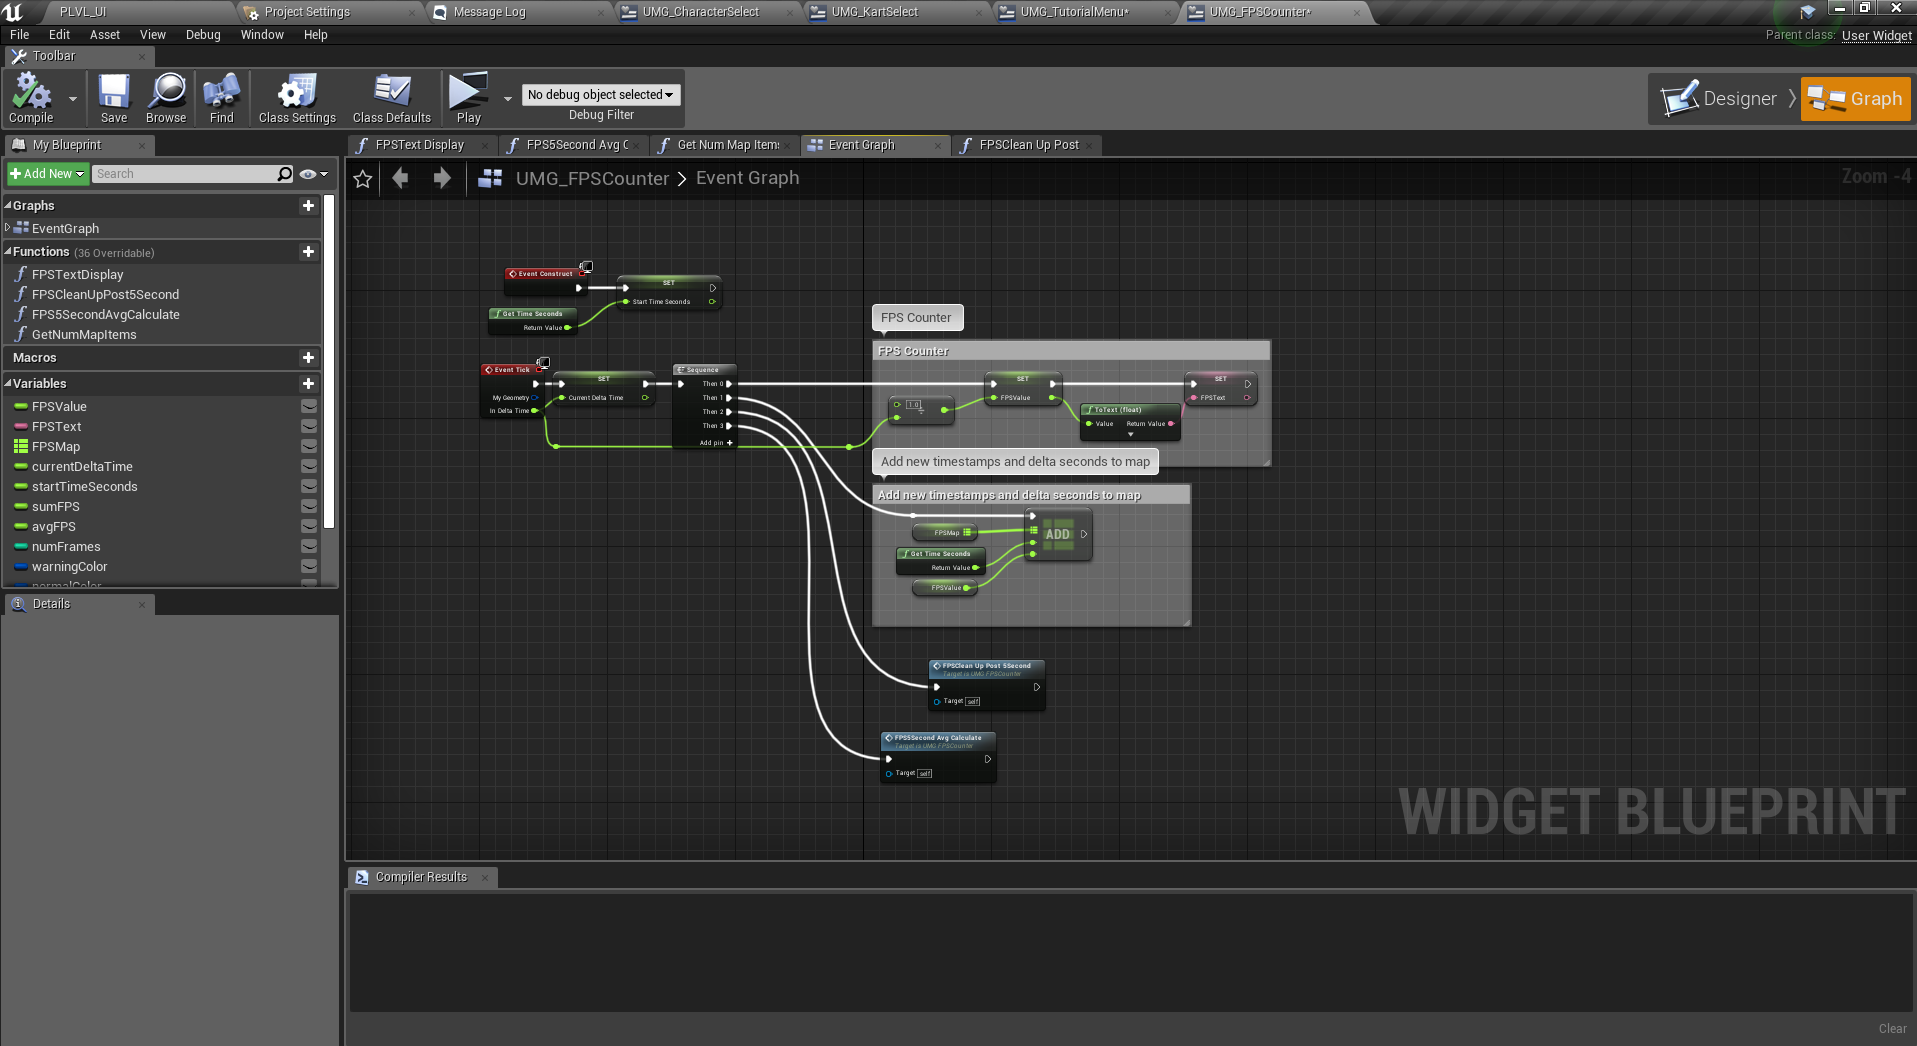 PLVL_UI
Project Settings
Message Log
UMG_CharacterSelect
UMG_KartSelect
UMG_TutorialMenu*
UMG_FPSCounter*
File Edit Asset View Debug Window Help
Parent class: User Widget
Toolbar
Compile
Save
Browse
Find
Class Settings
Class Defaults
Play
No debug object selected
Debug Filter
Designer
Graph
My Blueprint
FPSText Display
FPS5Second Avg C
Get Num Map Item
Event Graph
FPSClean Up Post
Add New
Search
UMG_FPSCounter > Event Graph
Zoom -4
Graphs
EventGraph
Functions (36 Overridable)
FPSTextDisplay
FPSCleanUpPost5Second
FPS5SecondAvgCalculate
GetNumMapItems
Macros
Variables
FPSValue
FPSText
FPSMap
currentDeltaTime
startTimeSeconds
sumFPS
avgFPS
numFrames
warningColor
normalColor
Details
Event Construct
SET
Start Time Seconds
Get Time Seconds
Return Value
Event Tick
My Geometry
In Delta Time
SET
Current Delta Time
Sequence
Then 0
Then 1
Then 2
Then 3
Add pin +
FPS Counter
FPS Counter
1.0
÷
SET
FPSValue
ToText (float)
Value
Return Value
SET
FPSText
Add new timestamps and delta seconds to map
Add new timestamps and delta seconds to map
FPSMap
Get Time Seconds
Return Value
FPSValue
ADD
FPSClean Up Post 5Second
Target is UMG FPSCounter
Target self
FPS5Second Avg Calculate
Target is UMG FPSCounter
Target self
WIDGET BLUEPRINT
Compiler Results
Clear